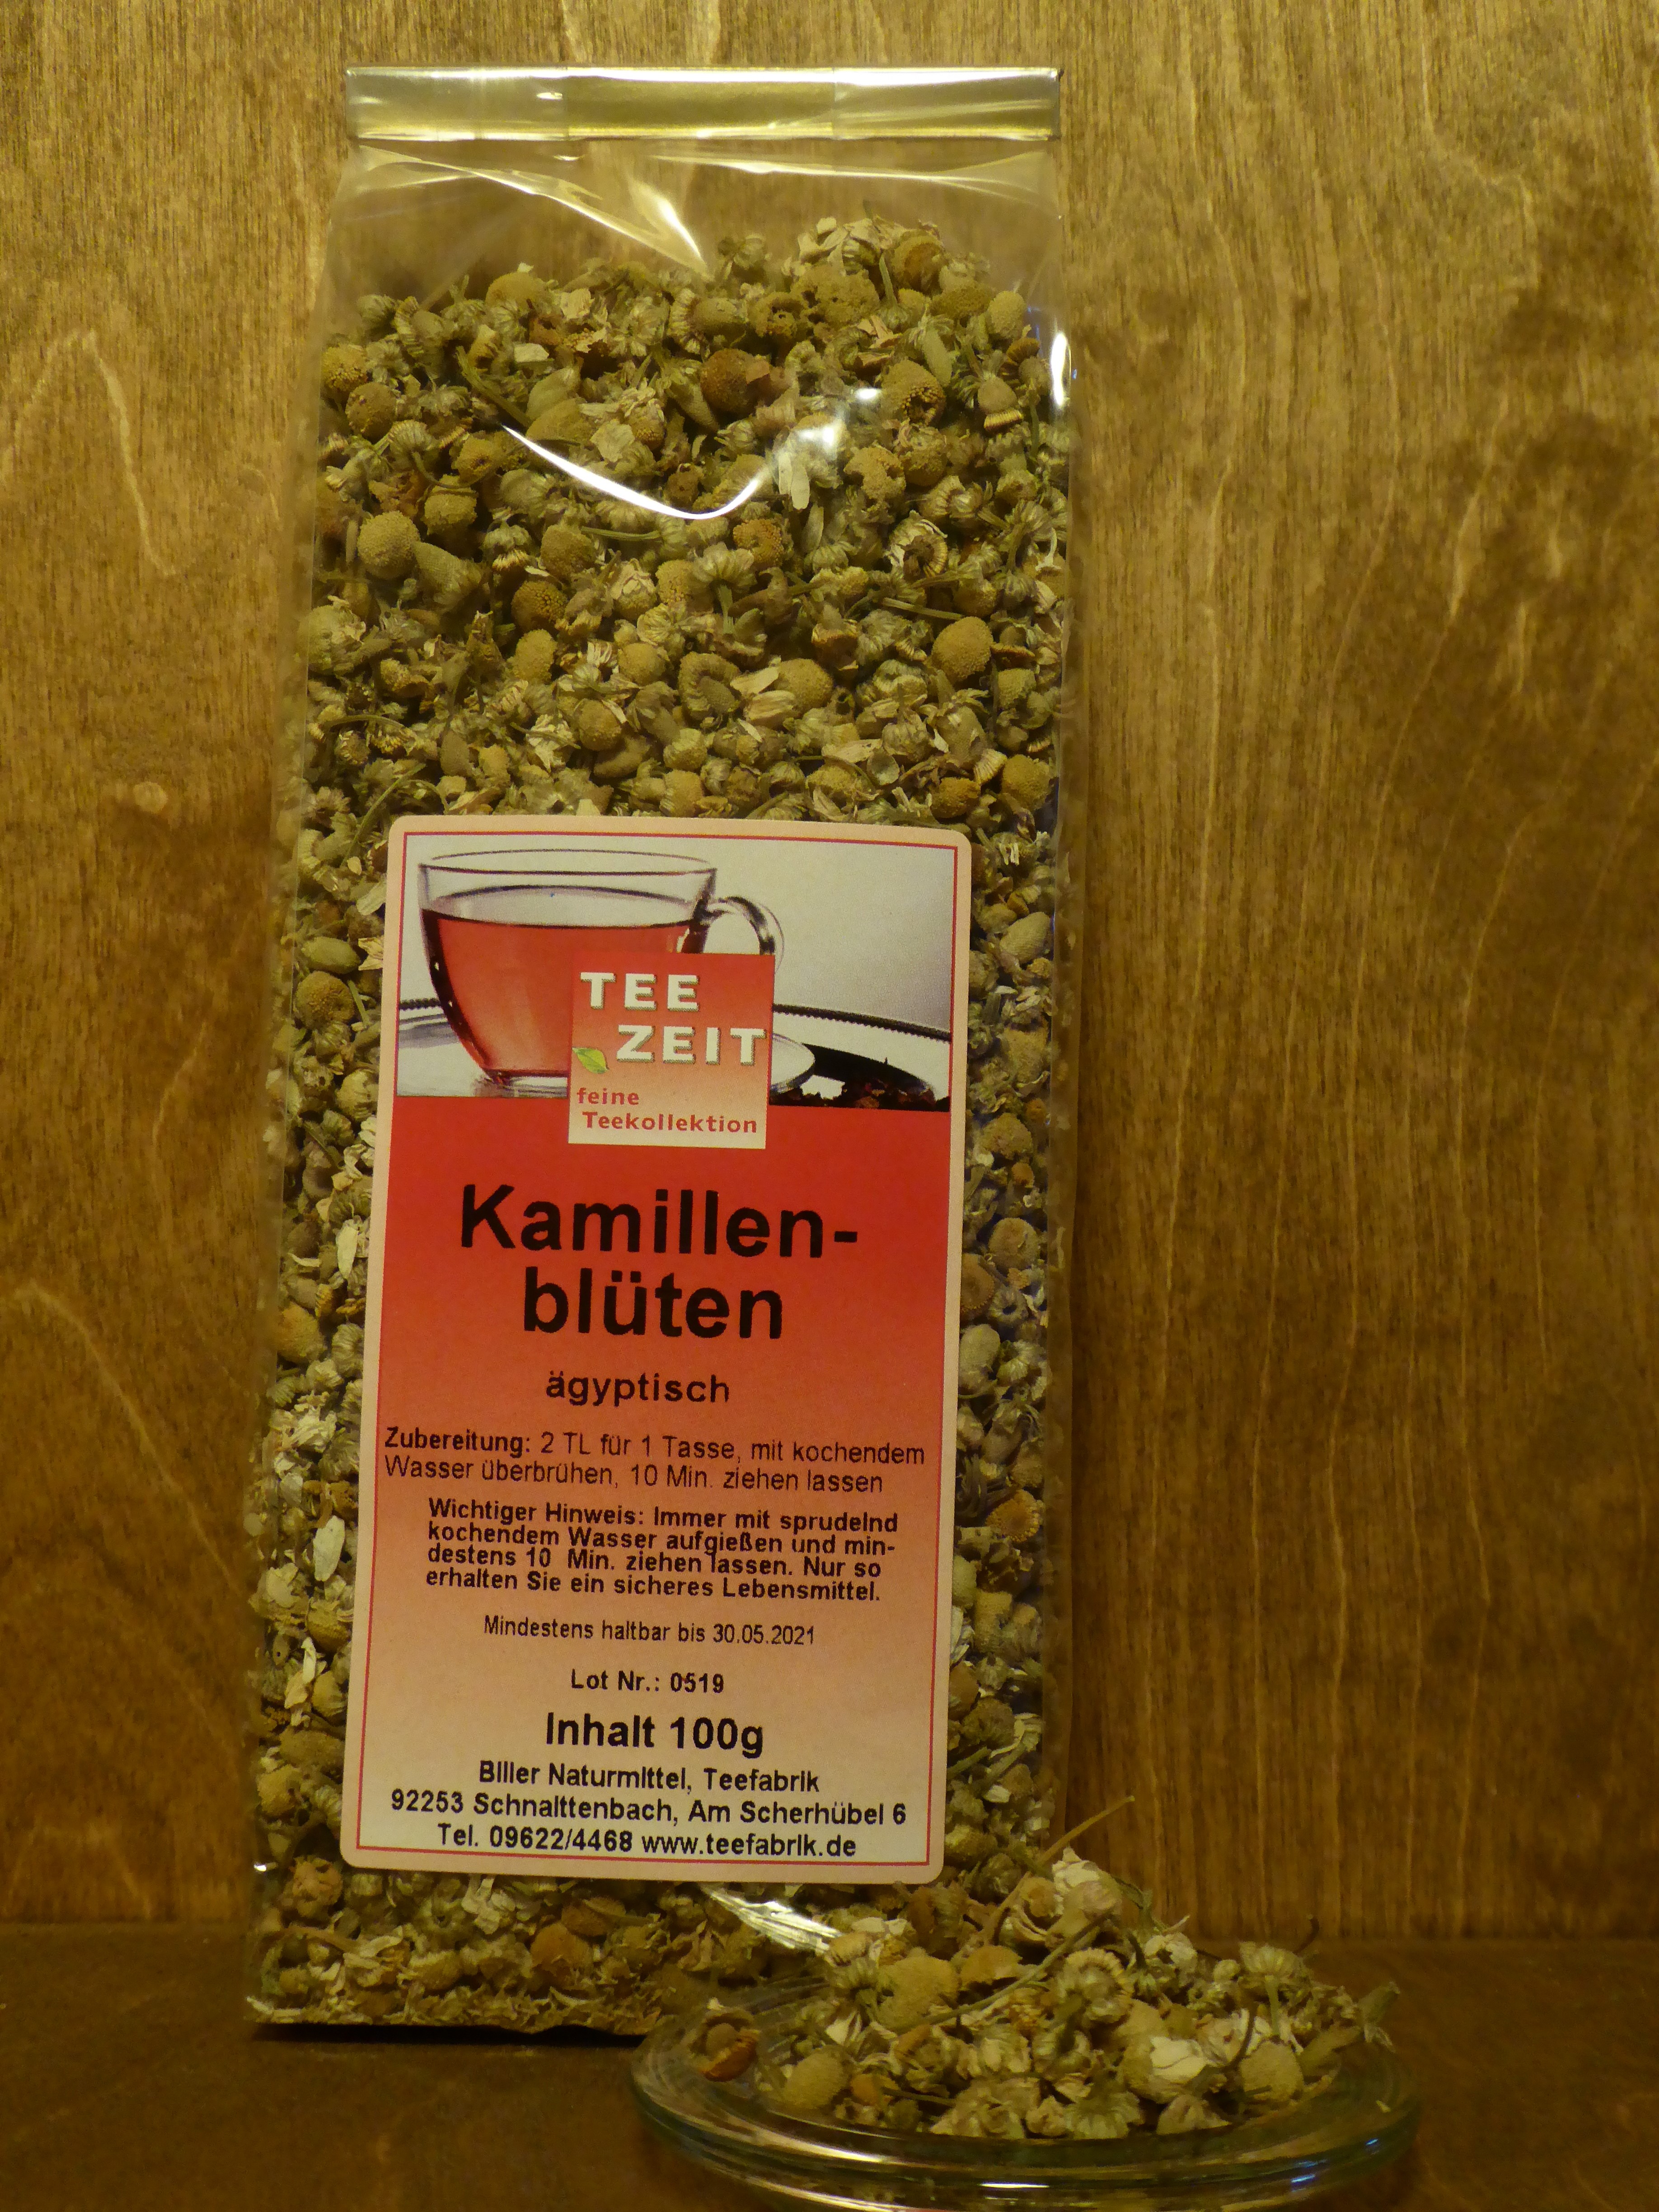 TEE
ZEIT
feine
Teekollektion
Kamillen-
blüten
ägyptisch
Zubereitung: 2 TL für 1 Tasse, mit kochendem
Wasser überbrühen, 10 Min. ziehen lassen
Wichtiger Hinweis: Immer mit sprudelnd
kochendem Wasser aufgießen und min-
destens 10 Min. ziehen lassen. Nur so
erhalten Sie ein sicheres Lebensmittel.
Mindestens haltbar bis 30.05.2021
Lot Nr.: 0519
Inhalt 100g
Biller Naturmittel, Teefabrik
92253 Schnaittenbach, Am Scherhübel 6
Tel. 09622/4468 www.teefabrik.de